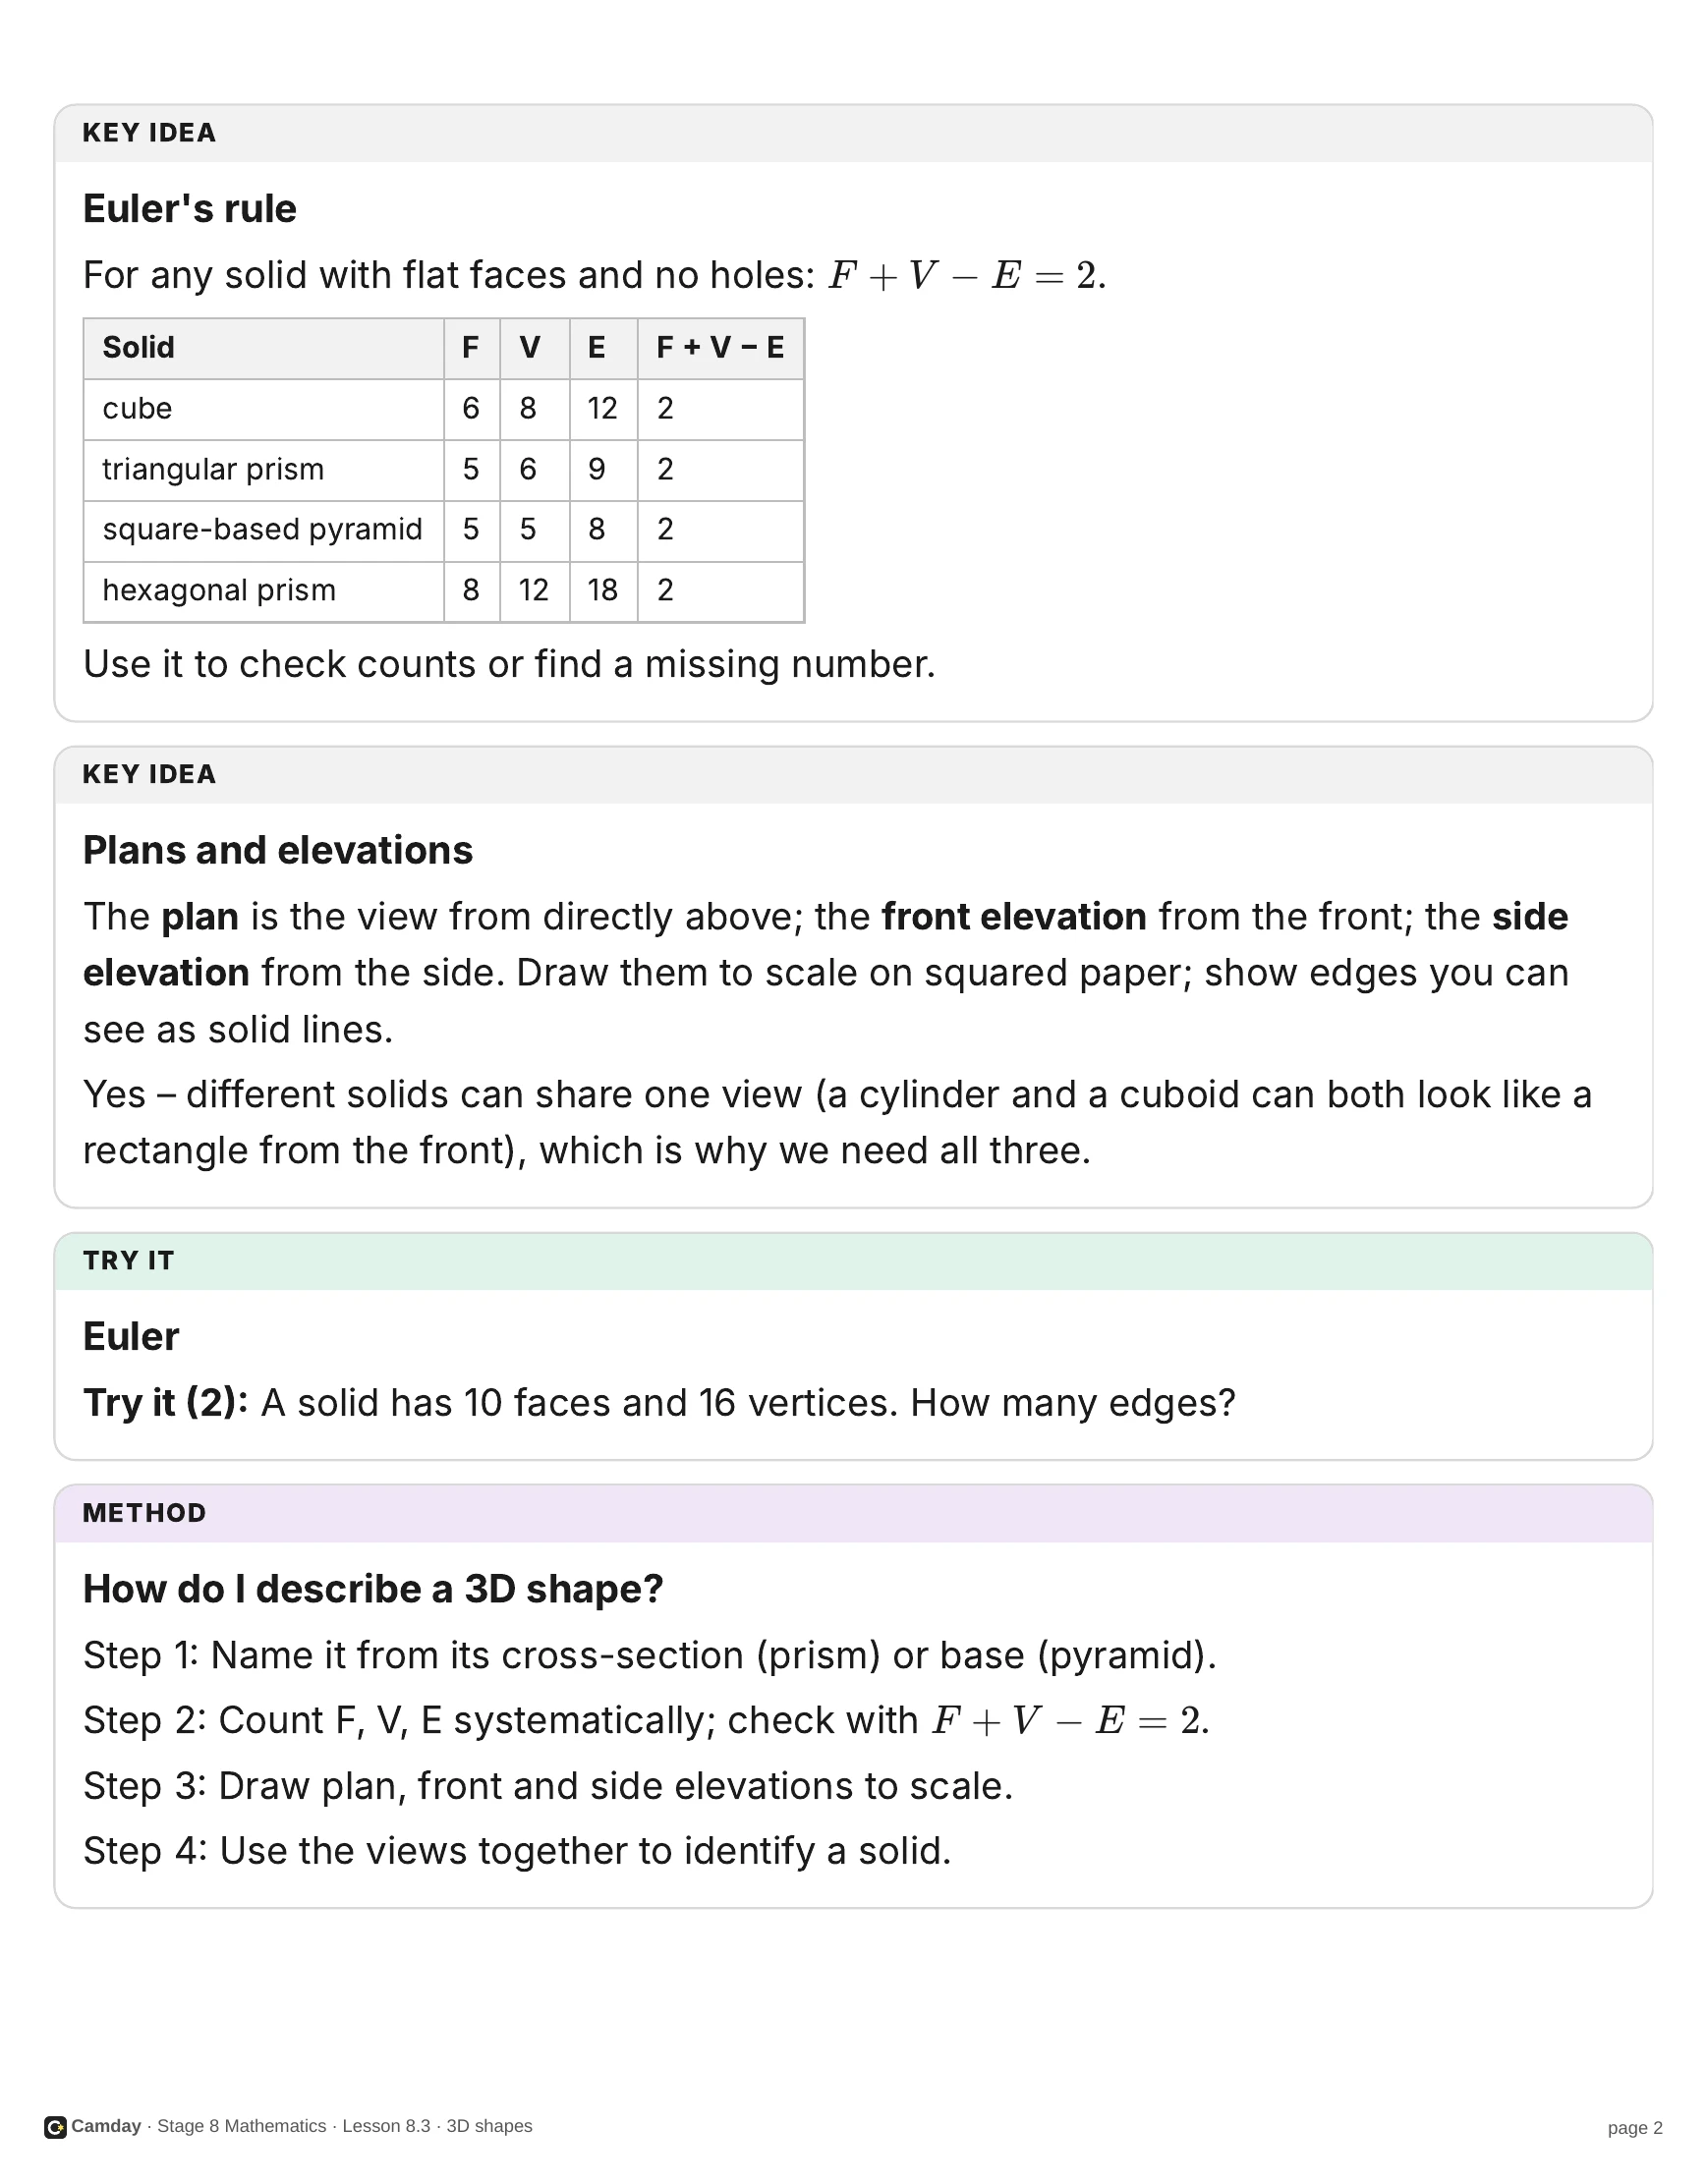 KEY IDEA
Euler's rule
For any solid with flat faces and no holes: F + V − E = 2.
Solid F V E F + V − E
cube 6 8 12 2
triangular prism 5 6 9 2
square-based pyramid 5 5 8 2
hexagonal prism 8 12 18 2
Use it to check counts or find a missing number.
KEY IDEA
Plans and elevations
The plan is the view from directly above; the front elevation from the front; the side
elevation from the side. Draw them to scale on squared paper; show edges you can
see as solid lines.
Yes – different solids can share one view (a cylinder and a cuboid can both look like a
rectangle from the front), which is why we need all three.
TRY IT
Euler
Try it (2): A solid has 10 faces and 16 vertices. How many edges?
METHOD
How do I describe a 3D shape?
Step 1: Name it from its cross-section (prism) or base (pyramid).
Step 2: Count F, V, E systematically; check with F + V − E = 2.
Step 3: Draw plan, front and side elevations to scale.
Step 4: Use the views together to identify a solid.
Camday · Stage 8 Mathematics · Lesson 8.3 · 3D shapes
page 2